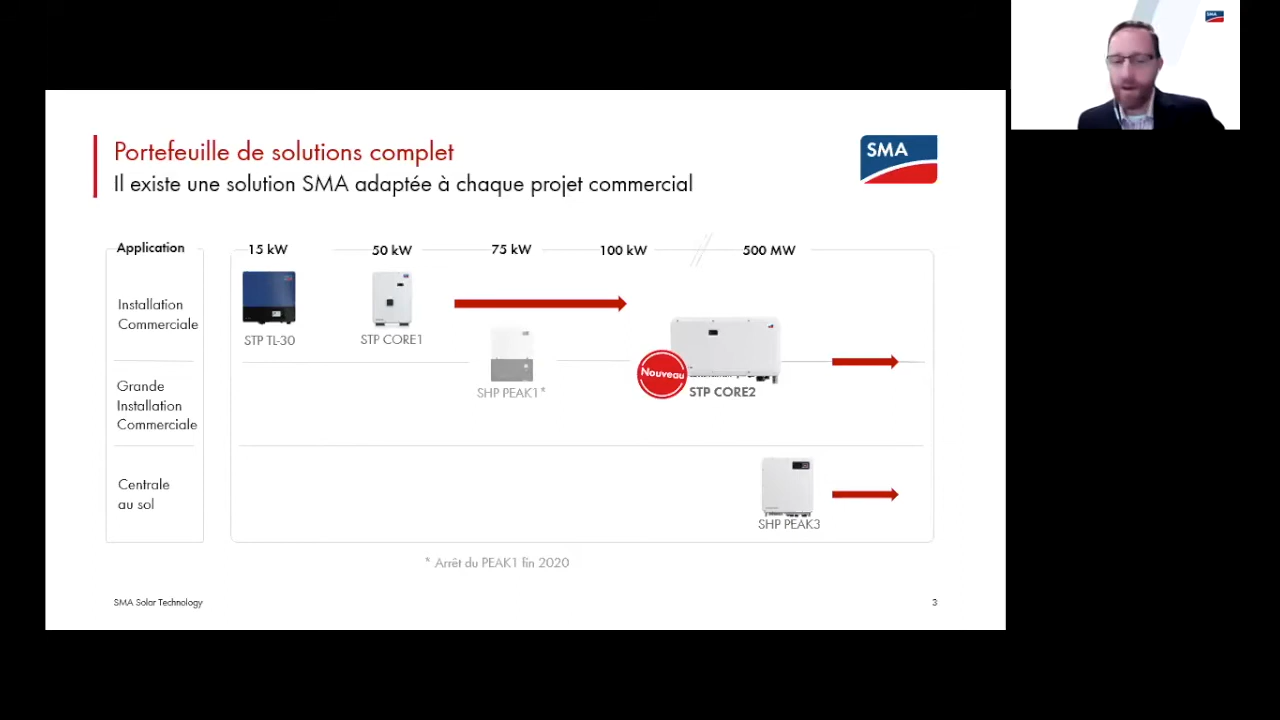 Portefeuille de solutions complet
Il existe une solution SMA adaptée à chaque projet commercial
SMA
SMA
Application
15 kW
50 kW
75 kW
100 kW
500 MW
Installation
Commerciale
STP TL-30
STP CORE1
SHP PEAK1*
Nouveau
STP CORE2
Grande
Installation
Commerciale
Centrale
au sol
SHP PEAK3
* Arrêt du PEAK1 fin 2020
SMA Solar Technology
3